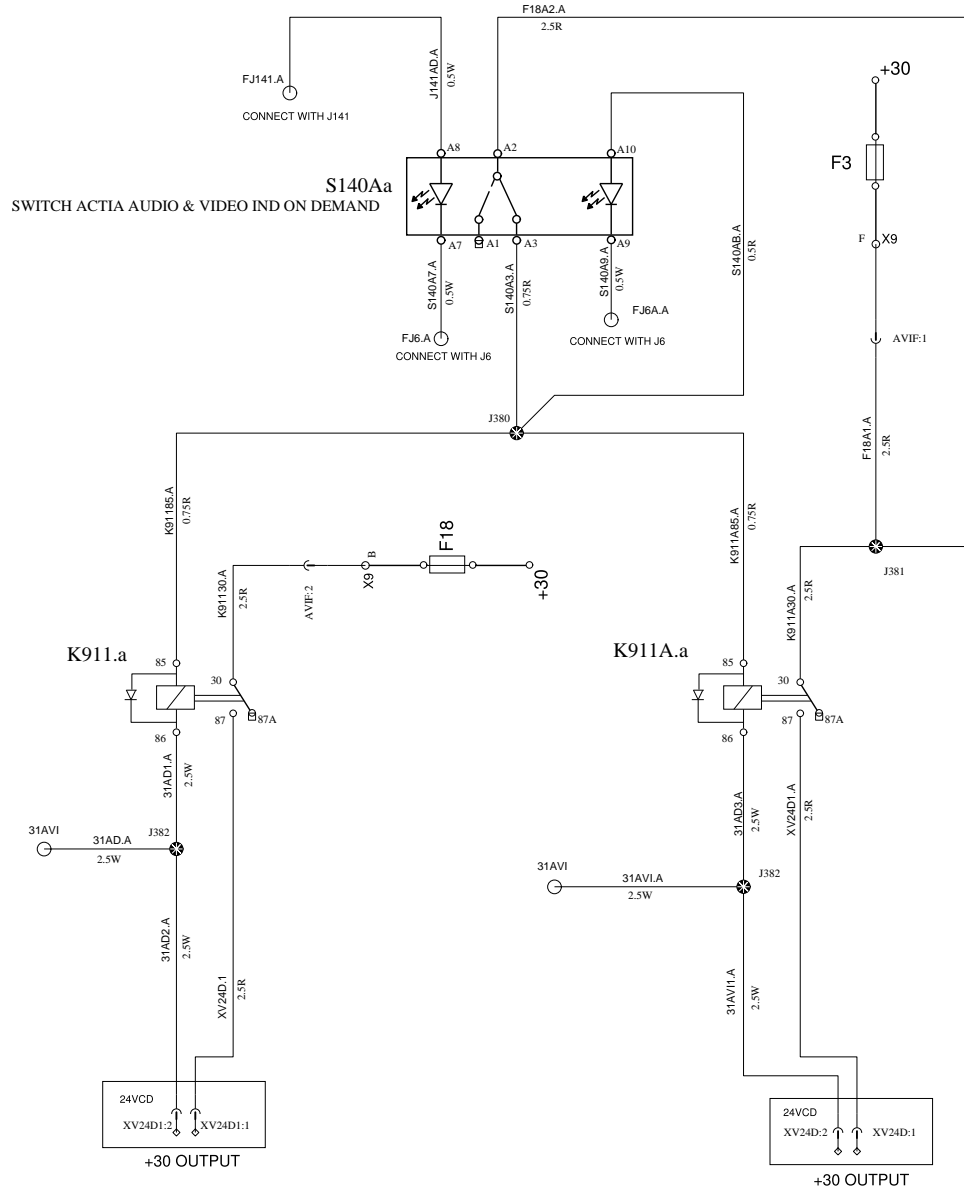 F18A2.A
2.5R
+30
FJ141.A
J141AD.A
0.5W
CONNECT WITH J141
A8
A2
A10
F3
S140Aa
SWITCH ACTIA AUDIO & VIDEO IND ON DEMAND
A7
A1
A3
A9
F
X9
S140A7.A
0.5W
S140A3.A
0.75R
S140A9.A
0.5W
S140AB.A
0.5R
FJ6A.A
CONNECT WITH J6
FJ6.A
CONNECT WITH J6
AVIF:1
J380
F18A1.A
2.5R
K91185.A
0.75R
K911A85.A
0.75R
F18
B
X9
AVIF:2
+30
K91130.A
2.5R
J381
K911A30.A
2.5R
K911.a
85
30
87
87A
86
K911A.a
85
30
87
87A
86
31AD1.A
2.5W
31AD3.A
2.5W
XV24D1.A
2.5R
31AVI
31AD.A
2.5W
J382
31AVI
31AVI.A
2.5W
J382
31AD2.A
2.5W
XV24D.1
2.5R
31AVI1.A
2.5W
24VCD
XV24D1:2
XV24D1:1
+30 OUTPUT
24VCD
XV24D:2
XV24D:1
+30 OUTPUT